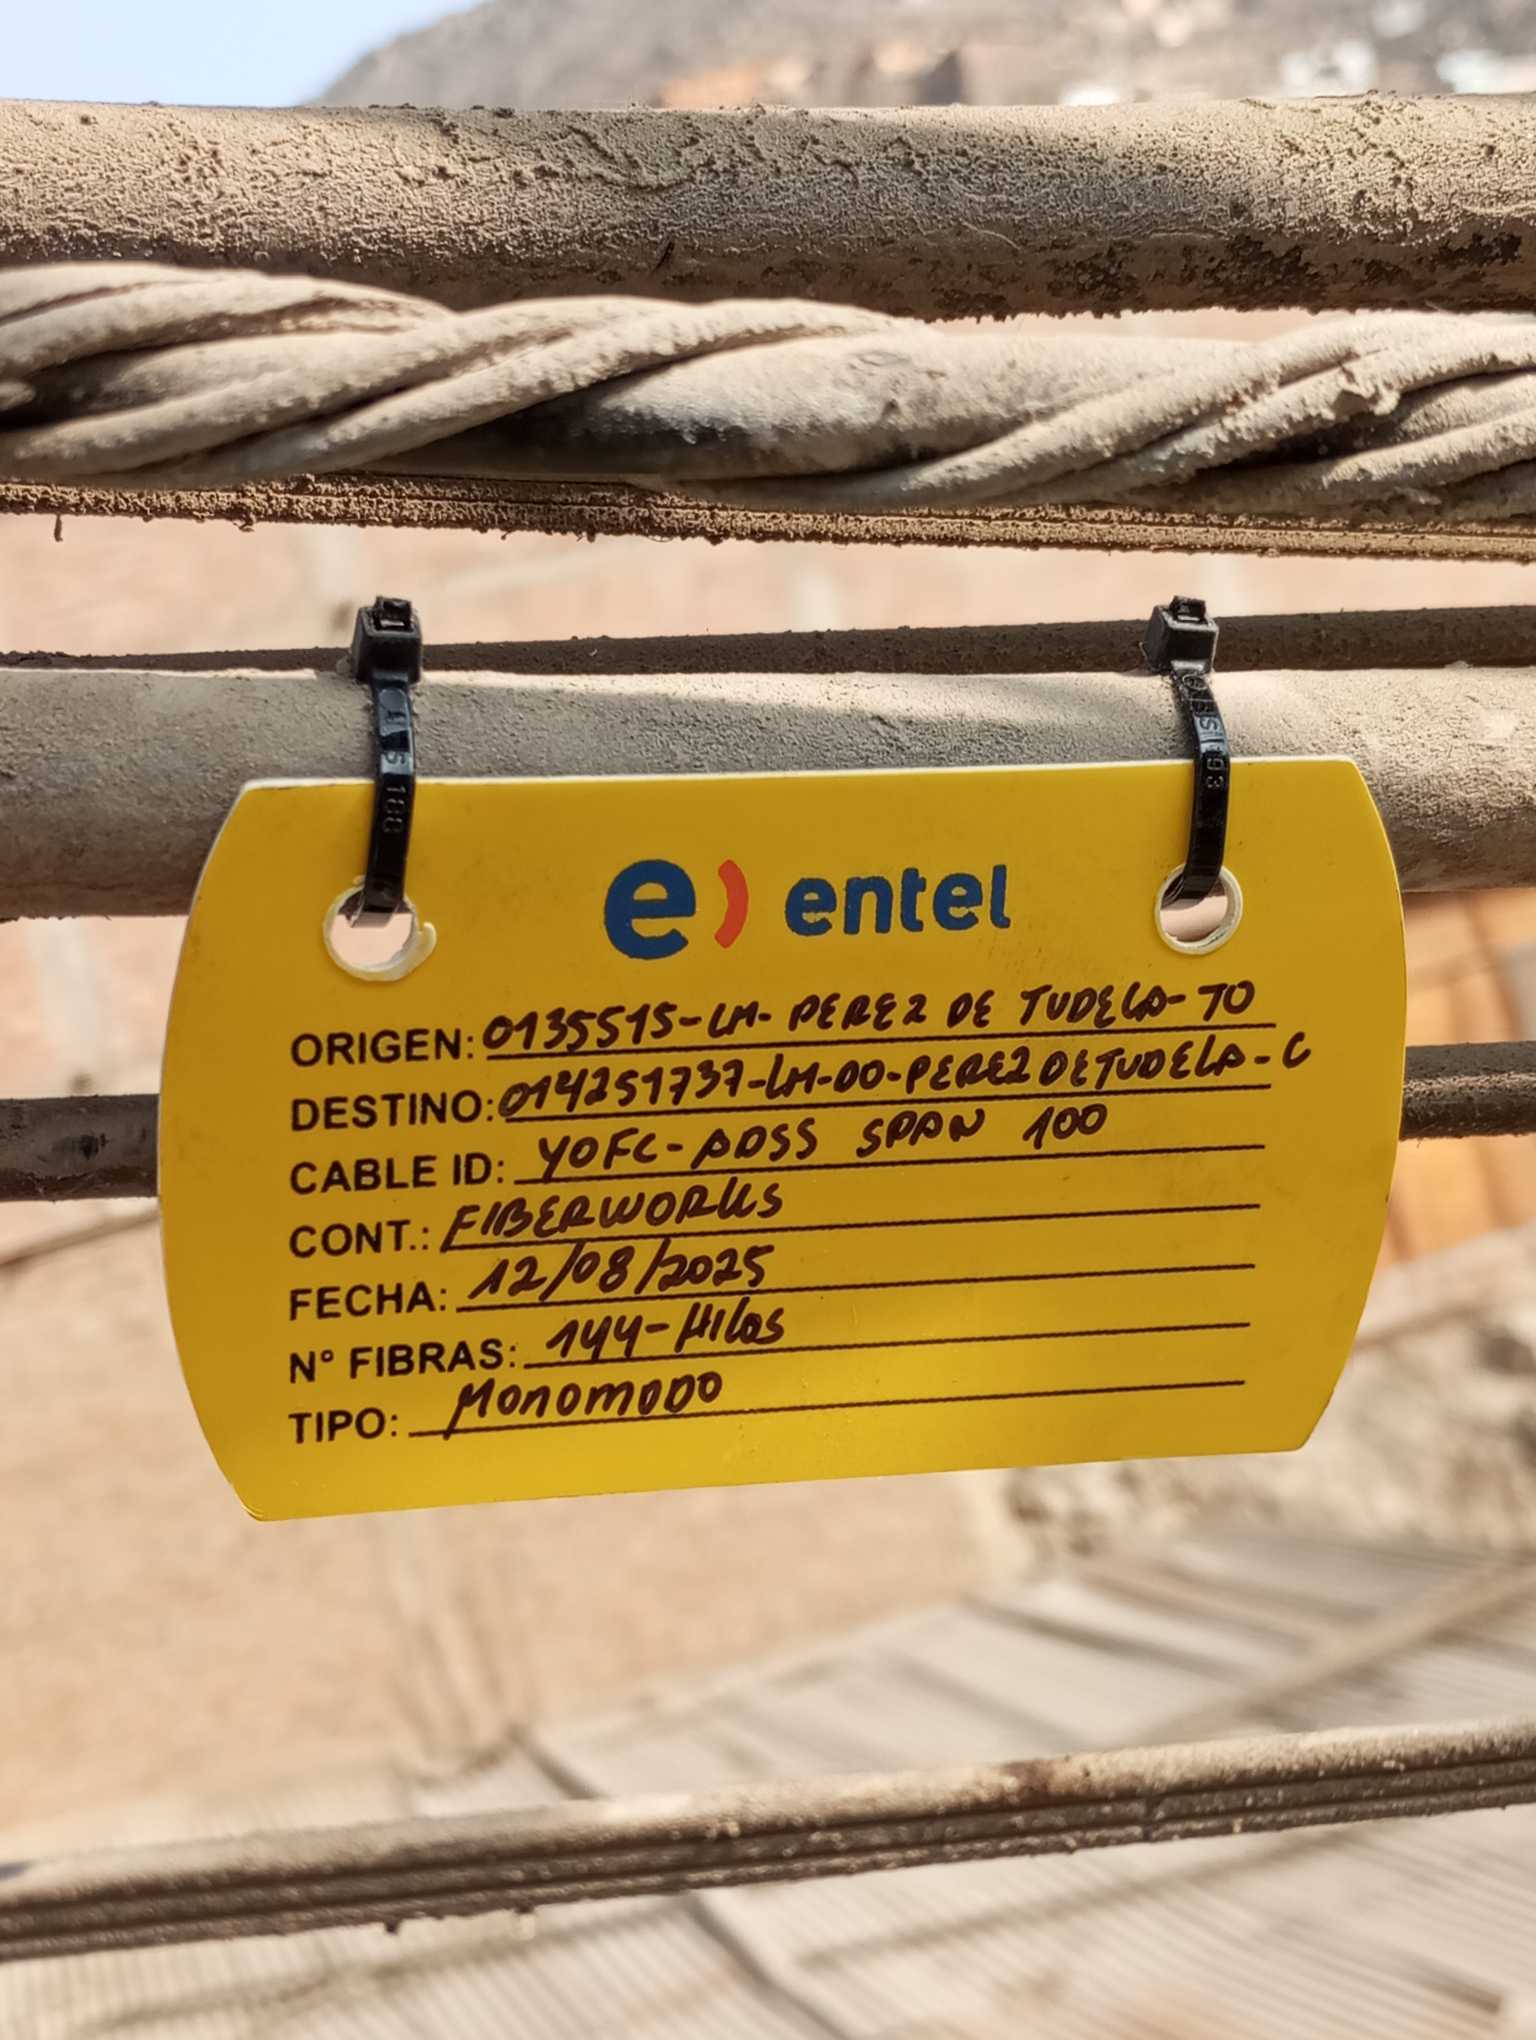 e) entel
ORIGEN: 0135515-LM- PEREZ DE TUDELA- TO
DESTINO: 014251737-LM-00-PEREZ DE TUDELA - C
CABLE ID: YOFC-ADSS SPAN 100
CONT.: FIBERWORKS
FECHA: 12/08/2025
N° FIBRAS: 144-Hilos
TIPO: MONOMODO